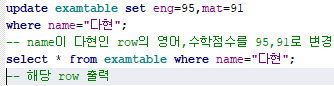 update examtable set eng=95,mat=91
where name="다현";
-- name이 다현인 row의 영어,수학점수를 95,91로 변경
select * from examtable where name="다현";
-- 해당 row 출력